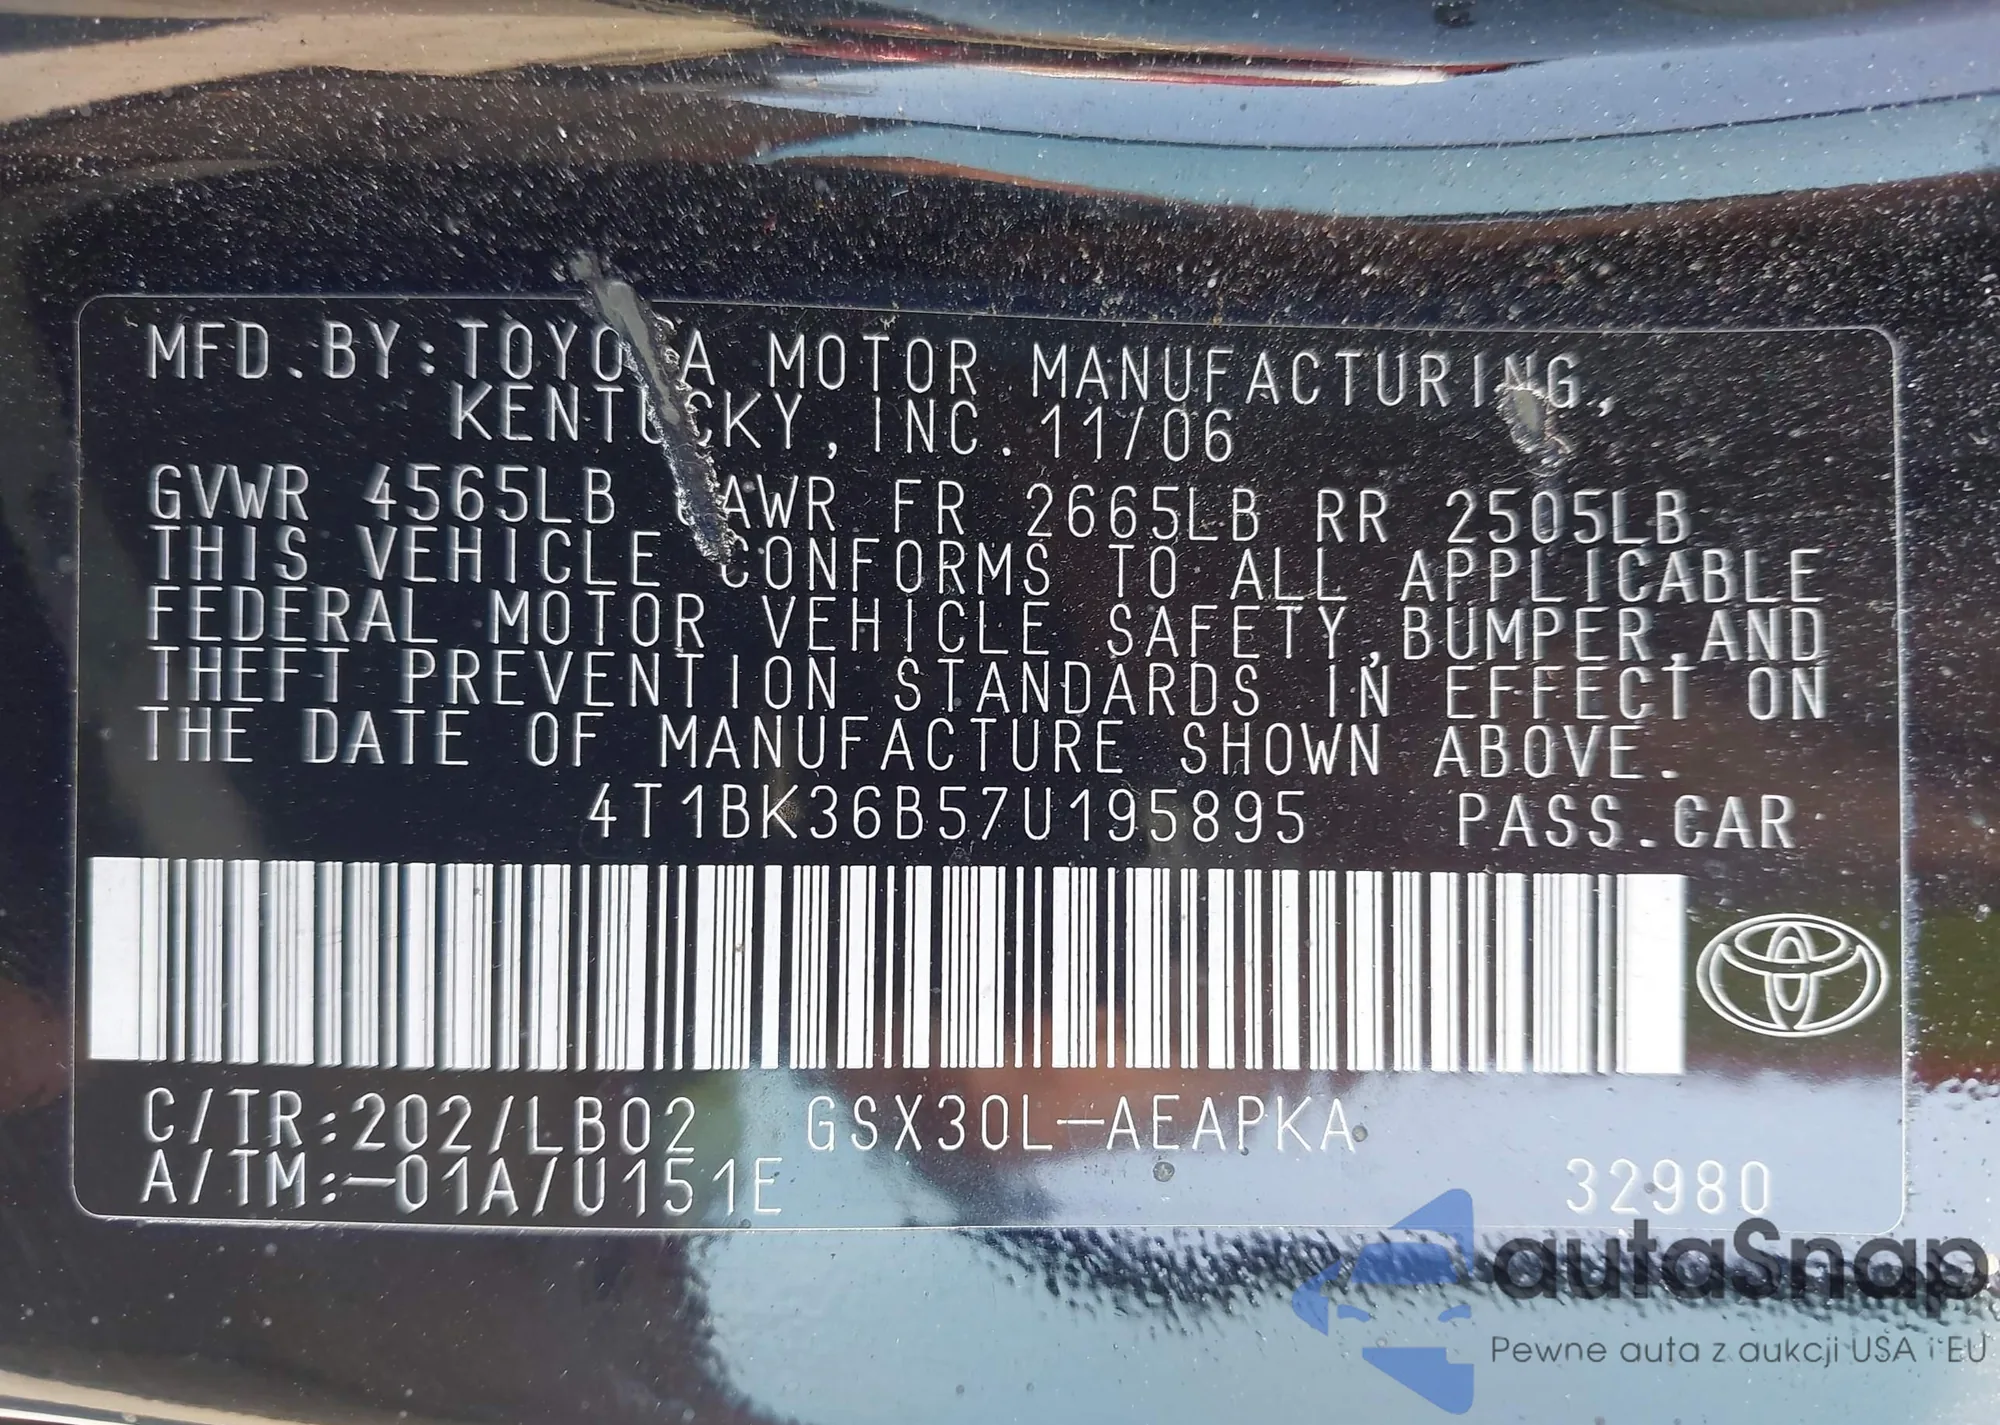 MFD.BY:TOYOTA MOTOR MANUFACTURING,
KENTUCKY,INC.11/06
GVWR 4565LB GAWR FR 2665LB RR 2505LB
THIS VEHICLE CONFORMS TO ALL APPLICABLE
FEDERAL MOTOR VEHICLE SAFETY,BUMPER,AND
THEFT PREVENTION STANDARDS IN EFFECT ON
THE DATE OF MANUFACTURE SHOWN ABOVE.
4T1BK36B57U195895 PASS.CAR
C/TR:202/LB02 GSX30L-AEAPKA
A/TM:-01A/U151E 32980
autaSnap
Pewne auta z aukcji USA i EU